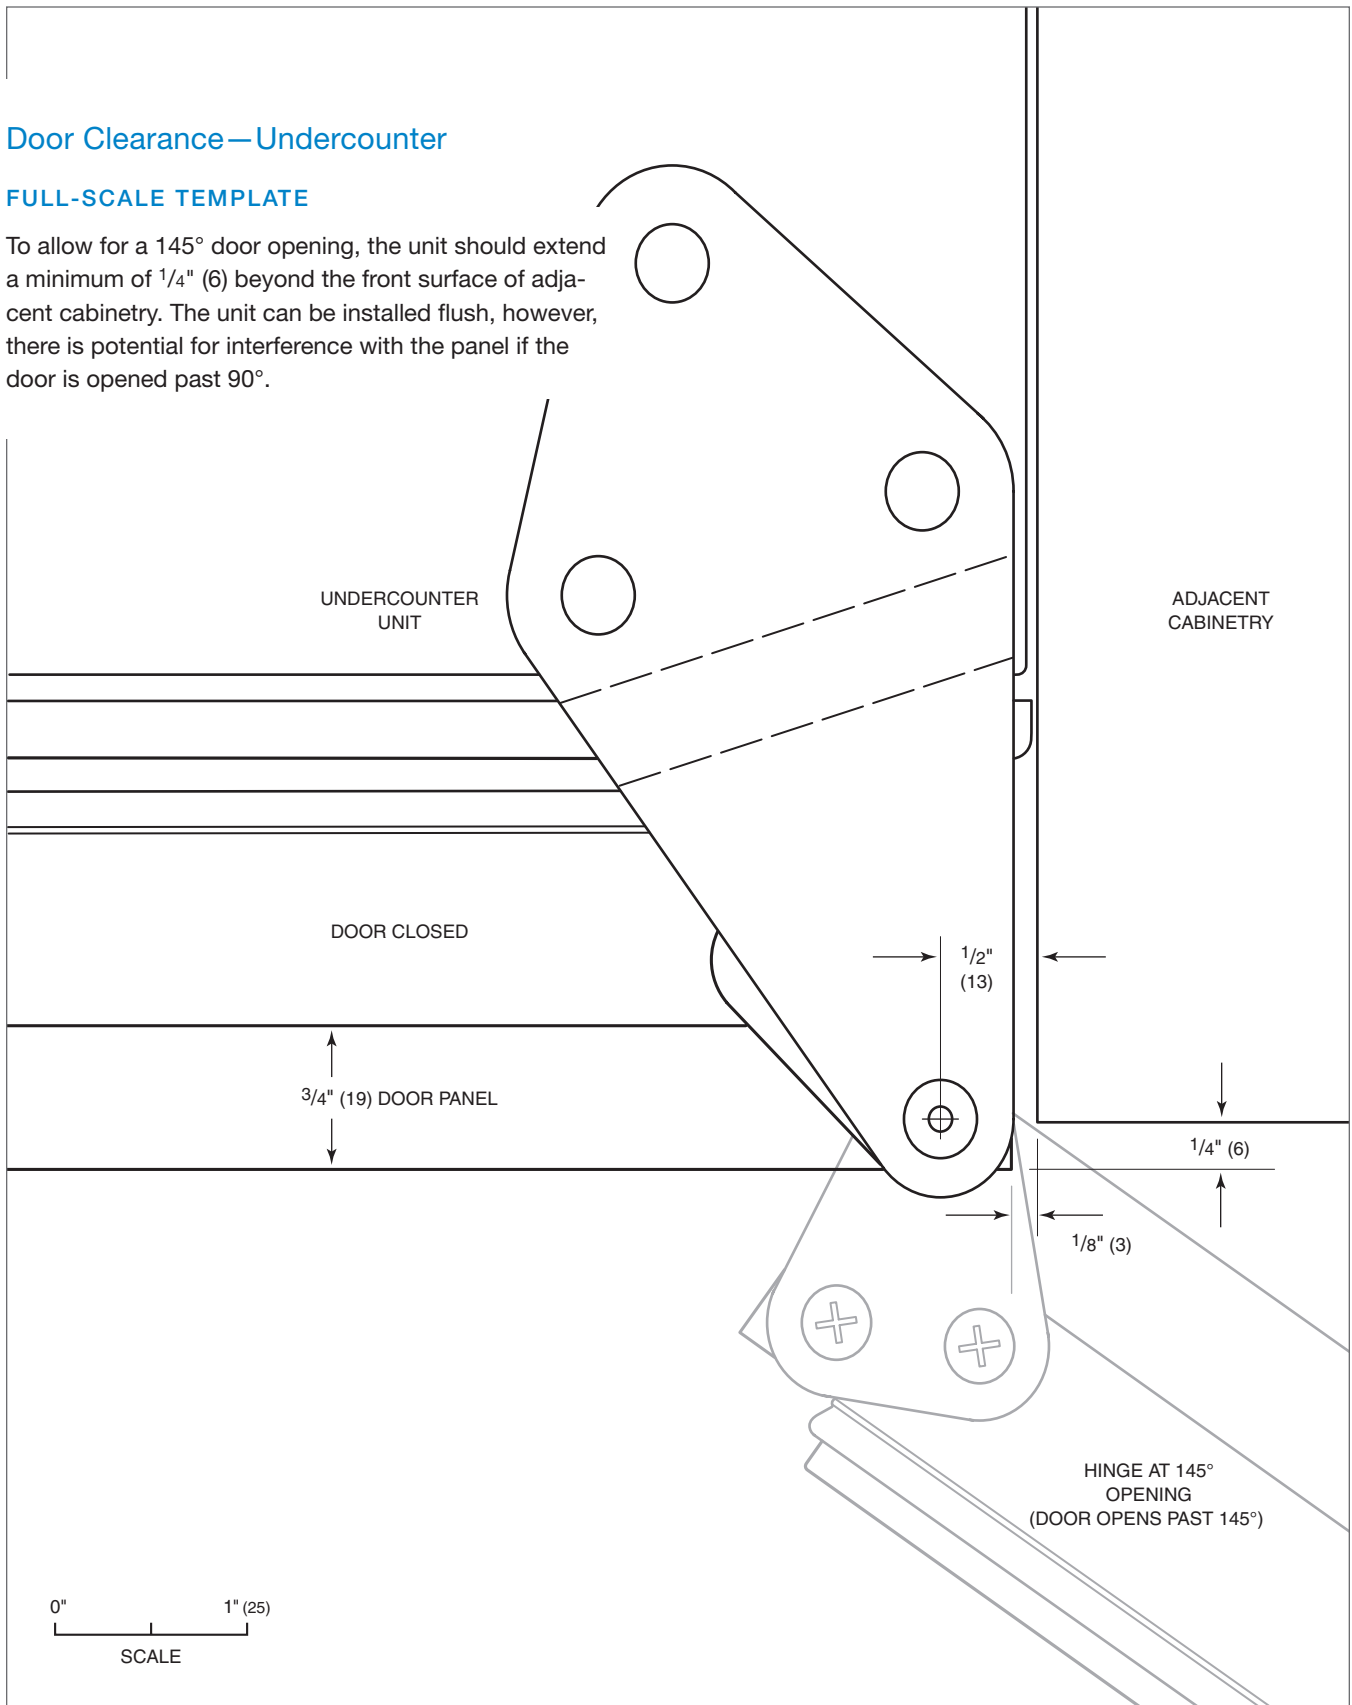 Door Clearance—Undercounter
FULL-SCALE TEMPLATE
To allow for a 145° door opening, the unit should extend
a minimum of 1/4" (6) beyond the front surface of adja-
cent cabinetry. The unit can be installed flush, however,
there is potential for interference with the panel if the
door is opened past 90°.
UNDERCOUNTER
UNIT
ADJACENT
CABINETRY
DOOR CLOSED
1/2"
(13)
3/4" (19) DOOR PANEL
1/4" (6)
1/8" (3)
HINGE AT 145°
OPENING
(DOOR OPENS PAST 145°)
0" 1" (25)
SCALE